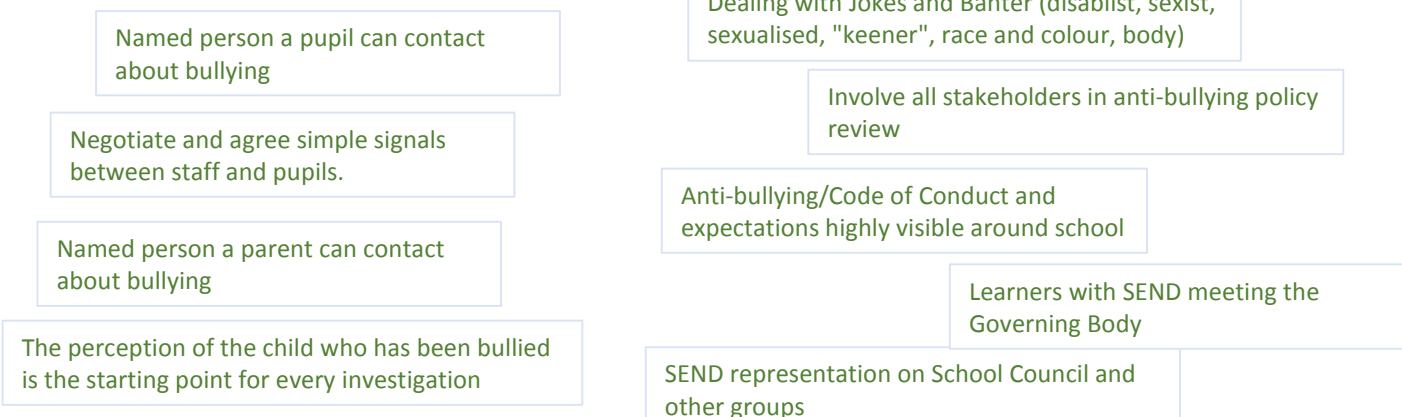 Named person a pupil can contact
about bullying
Negotiate and agree simple signals
between staff and pupils.
Named person a parent can contact
about bullying
The perception of the child who has been bullied
is the starting point for every investigation
Dealing with Jokes and Banter (disablist, sexist,
sexualised, "keener", race and colour, body)
Involve all stakeholders in anti-bullying policy
review
Anti-bullying/Code of Conduct and
expectations highly visible around school
Learners with SEND meeting the
Governing Body
SEND representation on School Council and
other groups